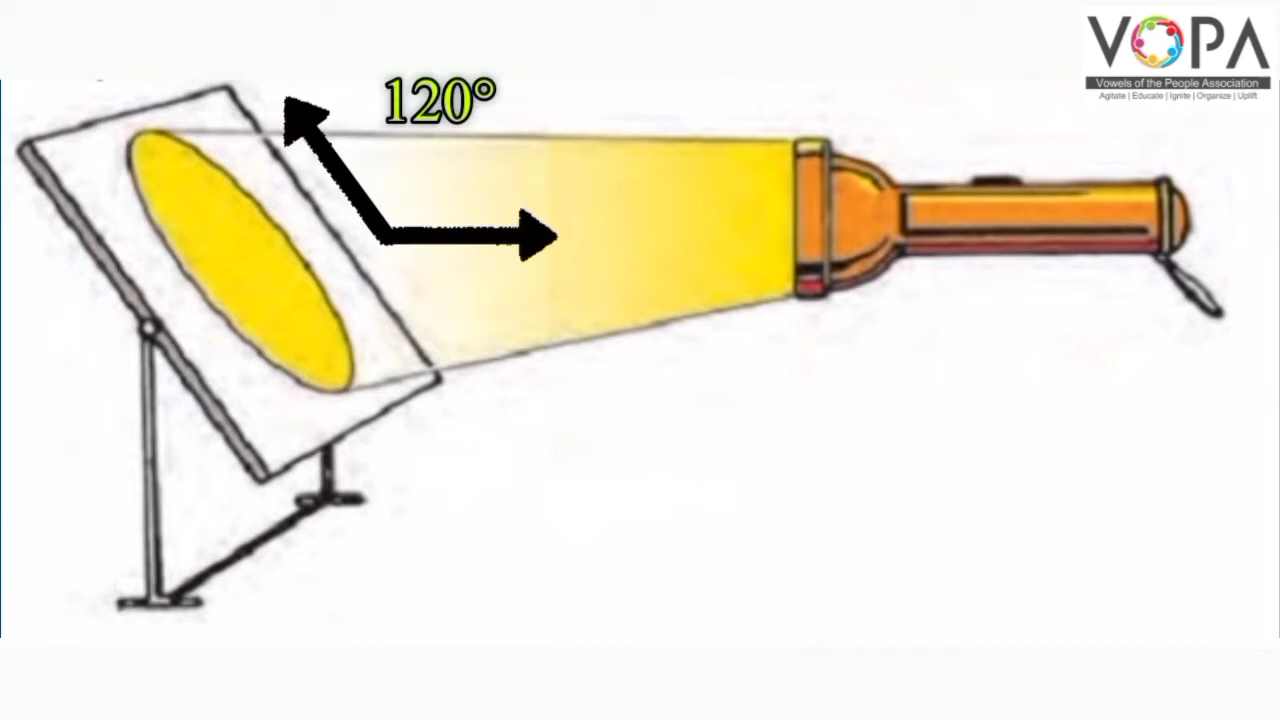 VOPA
Vowels of the People Association
Agitate | Educate | Ignite | Organize | Uplift
120°